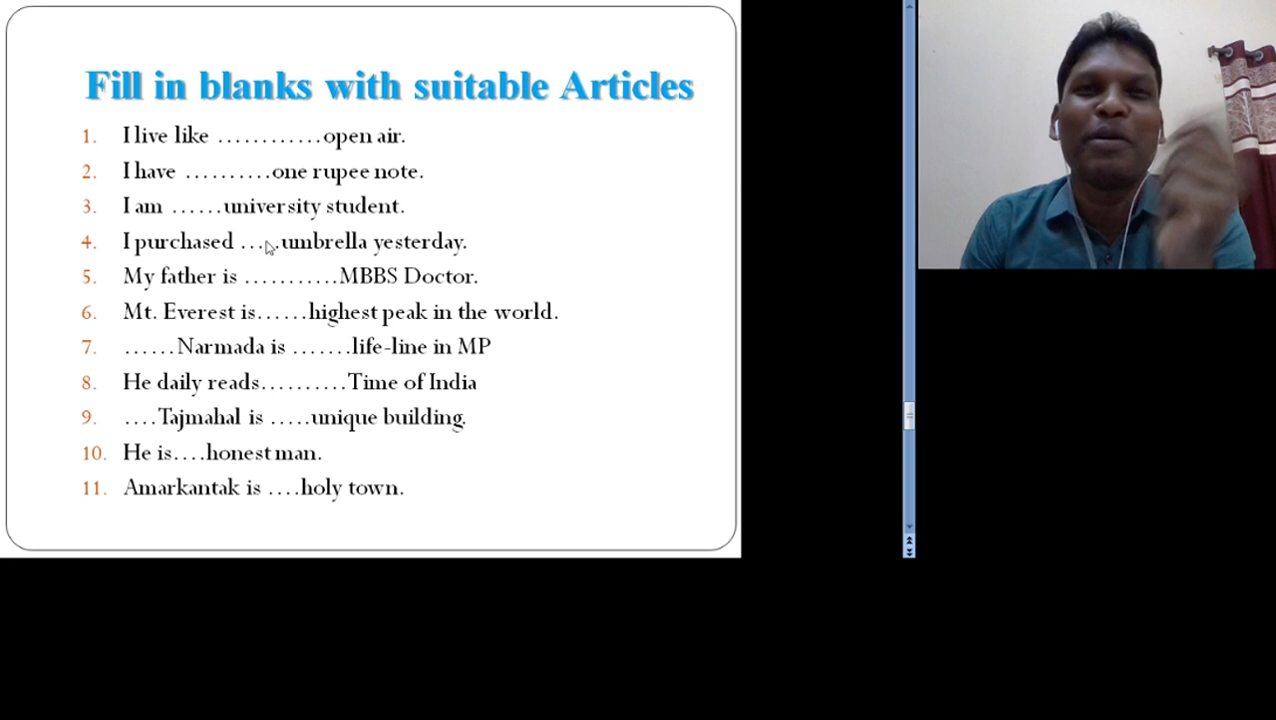 Fill in blanks with suitable Articles
1. I live like …………open air.
2. I have ……….one rupee note.
3. I am ……university student.
4. I purchased …..umbrella yesterday.
5. My father is ………..MBBS Doctor.
6. Mt. Everest is……highest peak in the world.
7. ……Narmada is …….life-line in MP
8. He daily reads……….Time of India
9. ….Tajmahal is …..unique building.
10. He is….honest man.
11. Amarkantak is ….holy town.